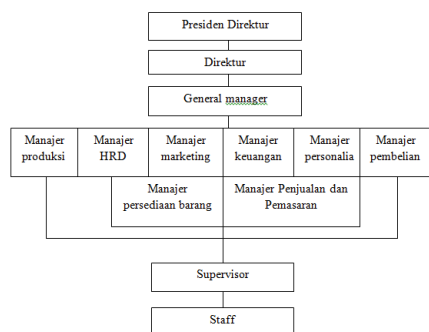 Presiden Direktur
Direktur
General manager
Manajer
produksi
Manajer
HRD
Manajer
marketing
Manajer
keuangan
Manajer
personalia
Manajer
pembelian
Manajer
persediaan barang
Manajer Penjualan dan
Pemasaran
Supervisor
Staff